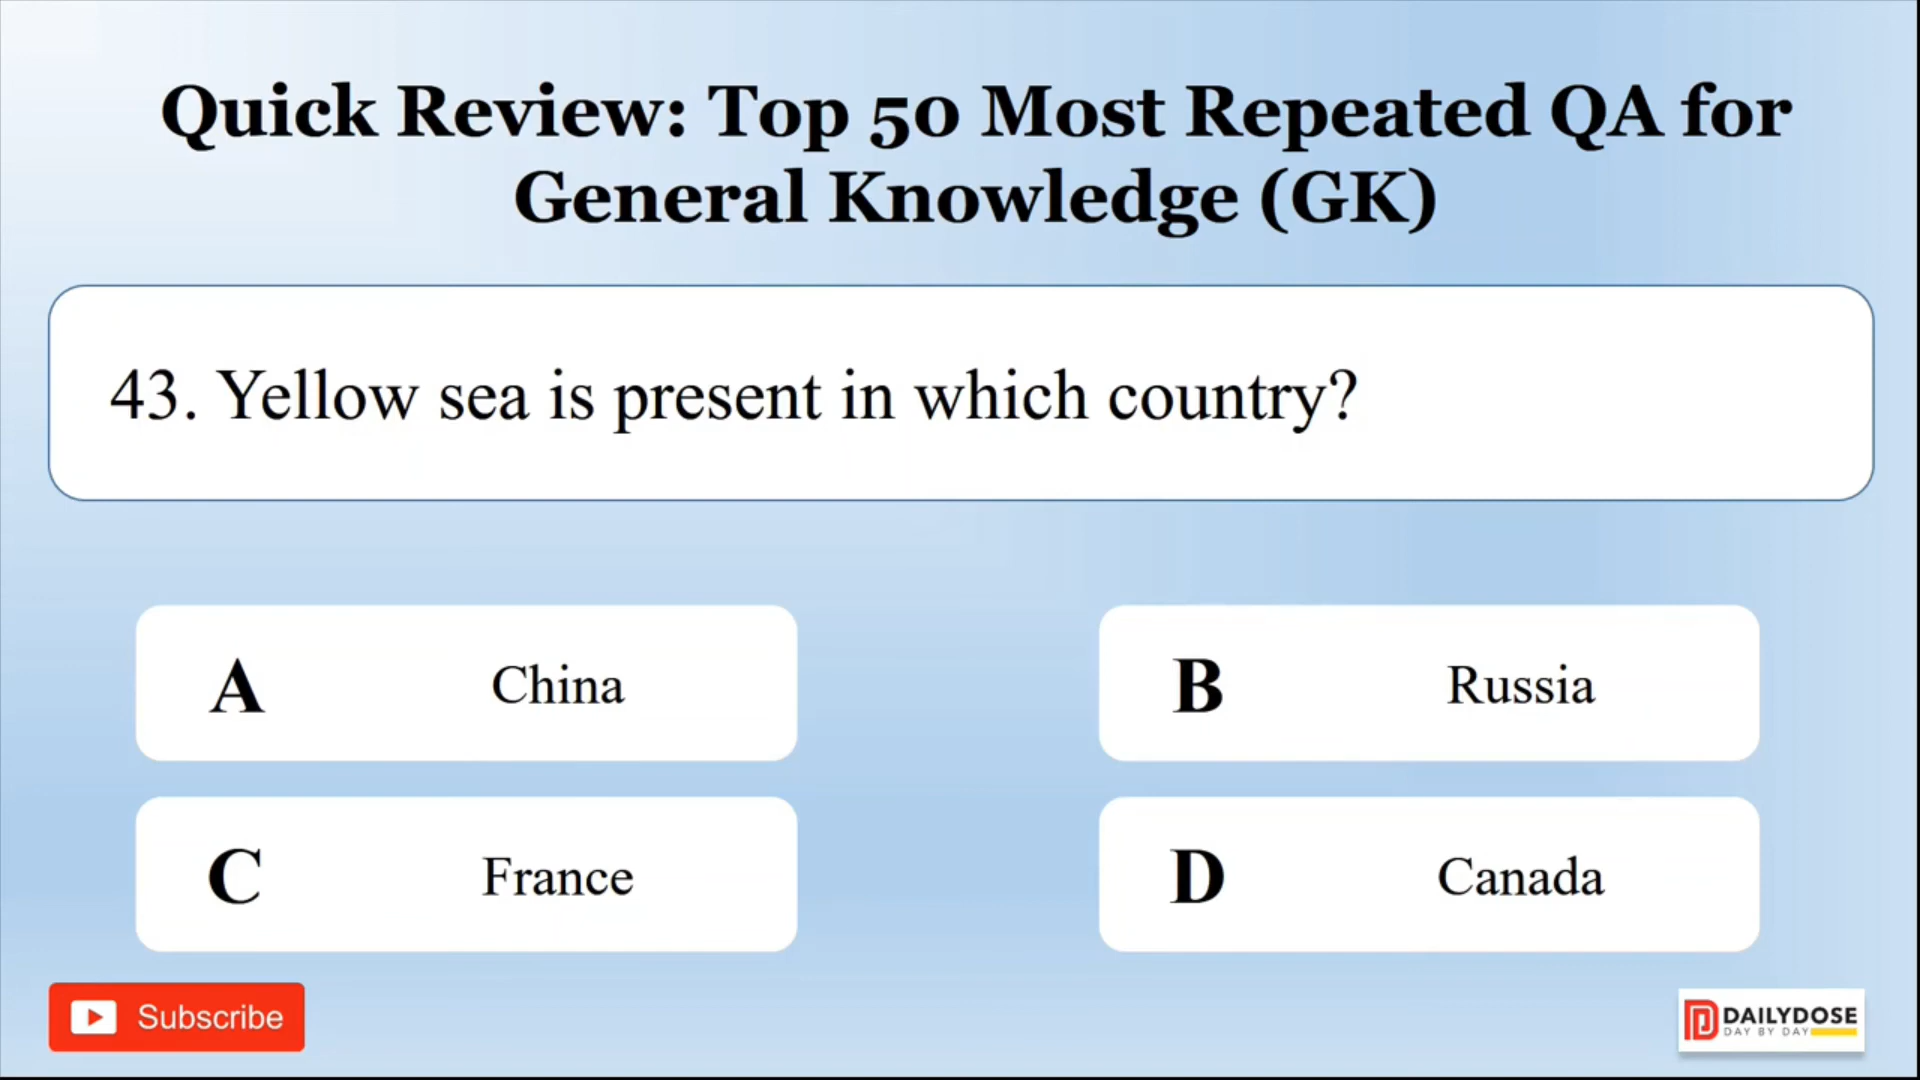 Quick Review: Top 50 Most Repeated QA for
General Knowledge (GK)
43. Yellow sea is present in which country?
A China
B Russia
C France
D Canada
Subscribe
DAILYDOSE
DAY BY DAY